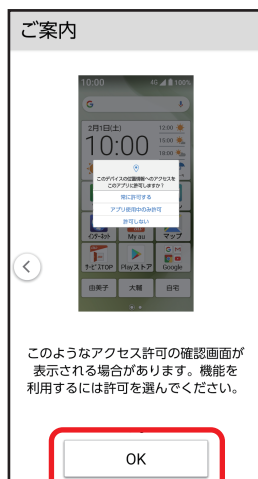 ご案内
10:00 4G 100%
G
2月1日(土)
10:00
12:00
15:00
18:00
このデバイスの位置情報へのアクセスを
このアプリに許可しますか?
常に許可する
アプリ使用中のみ許可
許可しない
インターネット My au マップ
サービスTOP Playストア Google
由美子 大輔 自宅
このようなアクセス許可の確認画面が
表示される場合があります。機能を
利用するには許可を選んでください。
OK